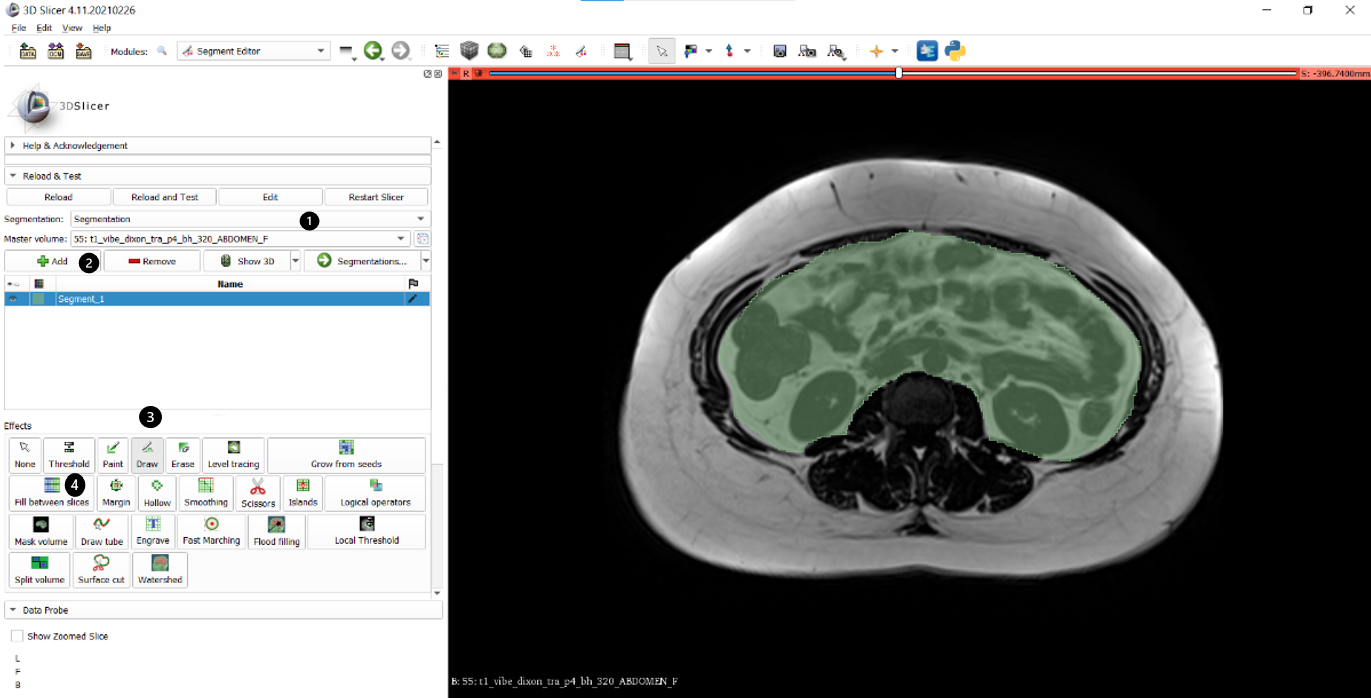 3D Slicer 4.11.20210226
File Edit View Help
DATA DCM SAVE Modules: Segment Editor
R S: -396.7400mm
3DSlicer
Help & Acknowledgement
Reload & Test
Reload Reload and Test Edit Restart Slicer
Segmentation: Segmentation 1
Master volume: 55: t1_vibe_dixon_tra_p4_bh_320_ABDOMEN_F
Add 2 Remove Show 3D Segmentations...
Name
Segment_1
3
Effects
None Threshold Paint Draw Erase Level tracing Grow from seeds
4
Fill between slices Margin Hollow Smoothing Scissors Islands Logical operators
Mask volume Draw tube Engrave Fast Marching Flood filling Local Threshold
Split volume Surface cut Watershed
Data Probe
Show Zoomed Slice
L
F
B
B: 55: t1_vibe_dixon_tra_p4_bh_320_ABDOMEN_F